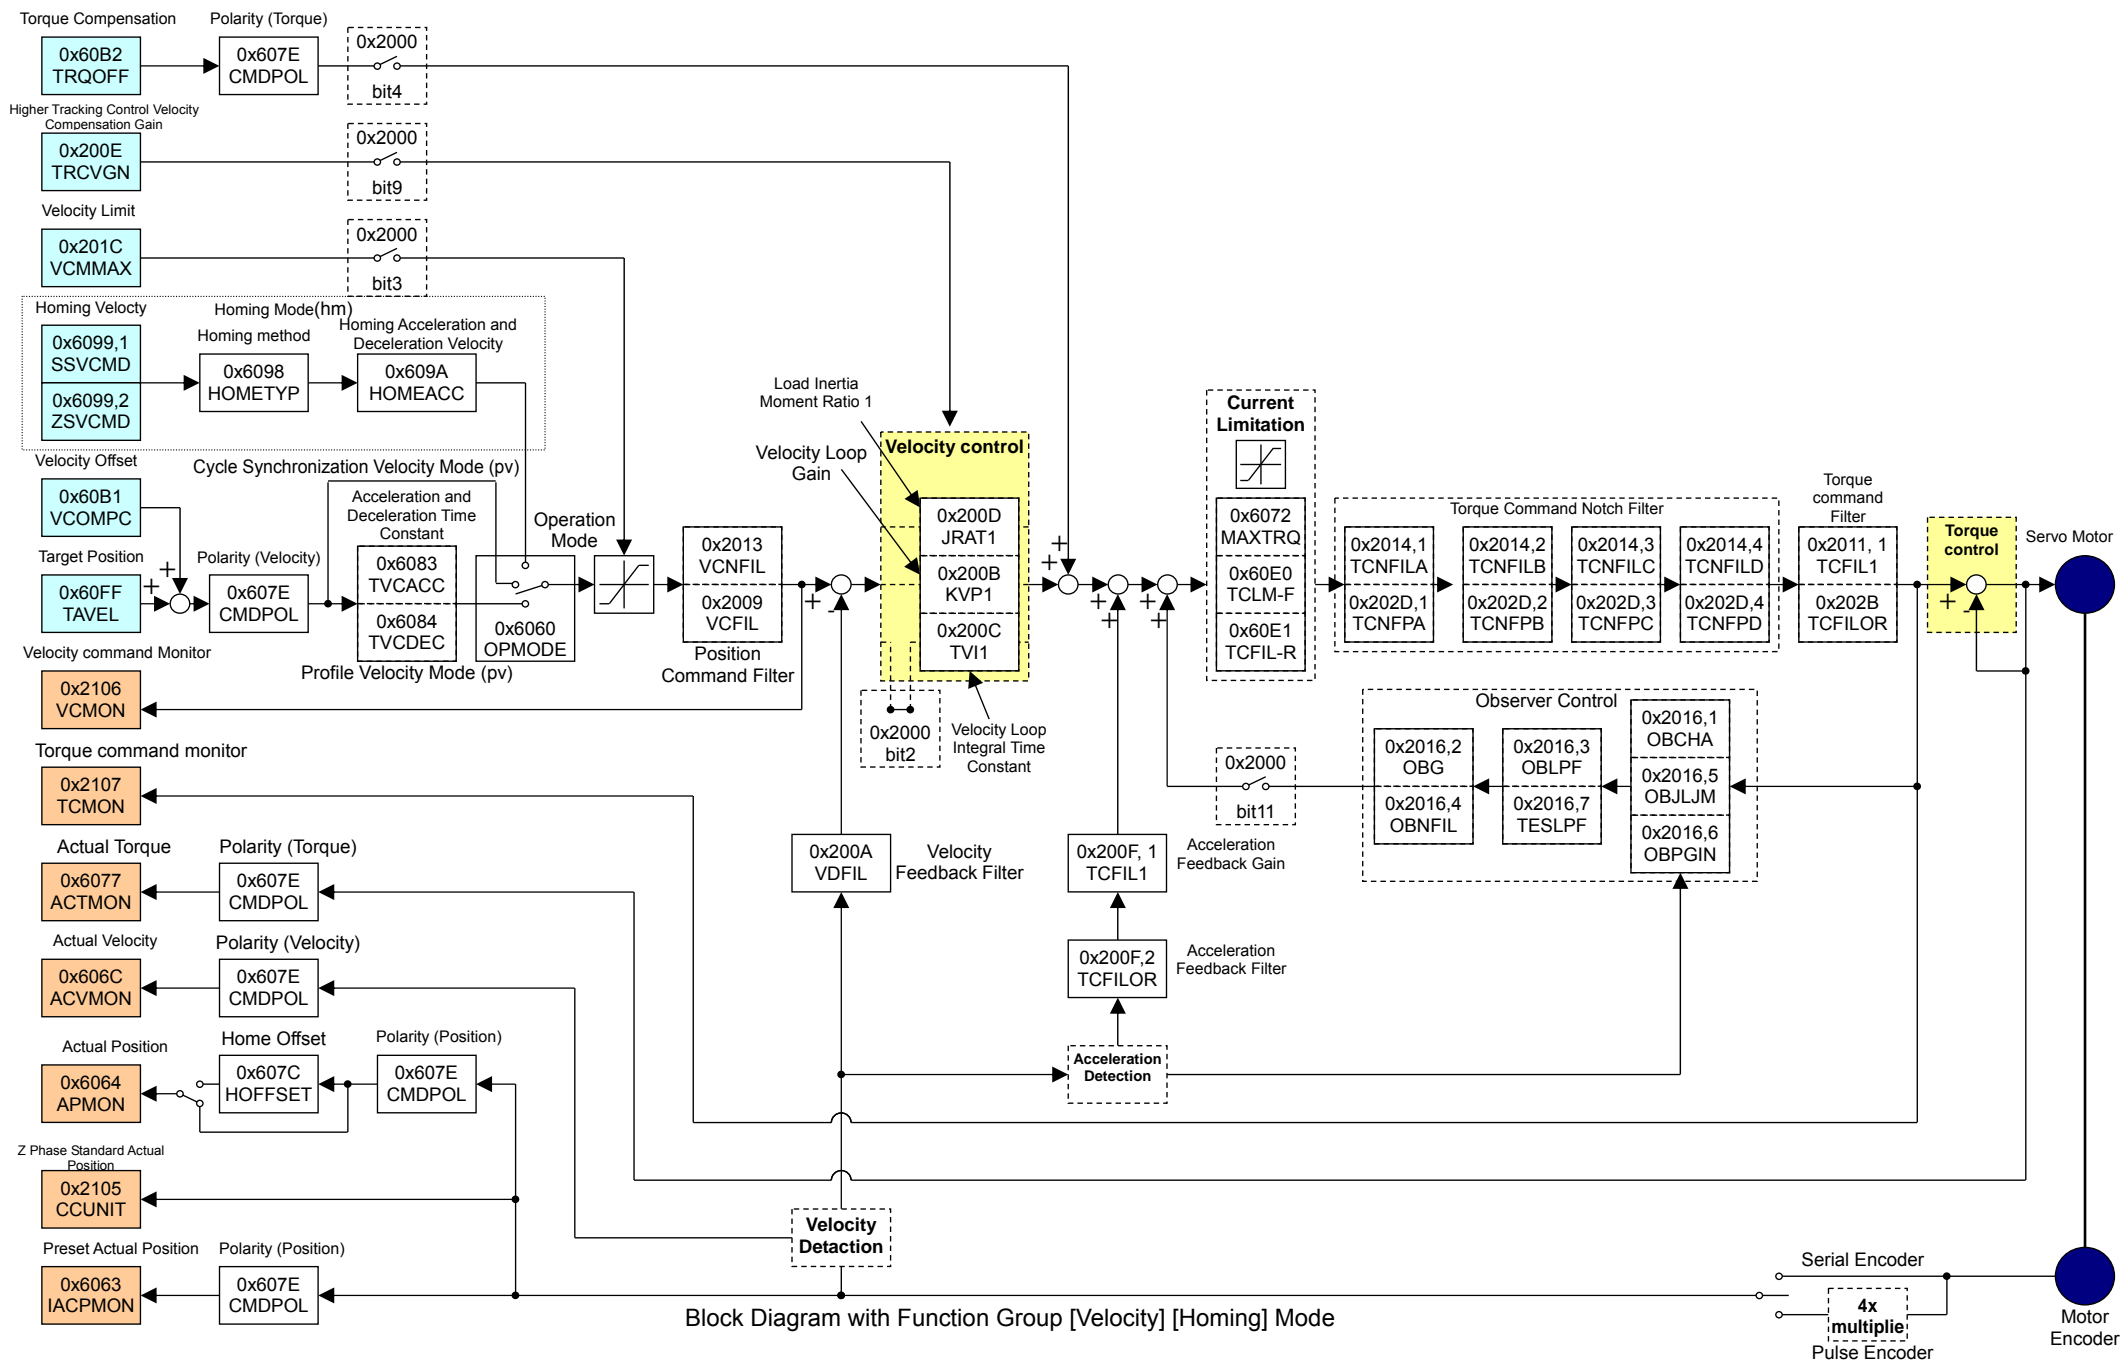 Torque Compensation
Polarity (Torque)
0x60B2
TRQOFF
0x607E
CMDPOL
0x2000
bit4
Higher Tracking Control Velocity
Compensation Gain
0x200E
TRCVGN
0x2000
bit9
Velocity Limit
0x201C
VCMMAX
0x2000
bit3
Homing Velocty
Homing Mode(hm)
0x6099,1
SSVCMD
0x6099,2
ZSVCMD
Homing method
0x6098
HOMETYP
Homing Acceleration and
Deceleration Velocity
0x609A
HOMEACC
Velocity Offset
0x60B1
VCOMPC
Cycle Synchronization Velocity Mode (pv)
Target Position
0x60FF
TAVEL
+
+
Polarity (Velocity)
0x607E
CMDPOL
Acceleration and
Deceleration Time
Constant
0x6083
TVCACC
0x6084
TVCDEC
Profile Velocity Mode (pv)
Operation
Mode
0x6060
OPMODE
0x2013
VCNFIL
0x2009
VCFIL
Position
Command Filter
+
-
Load Inertia
Moment Ratio 1
Velocity Loop
Gain
Velocity control
0x200D
JRAT1
0x200B
KVP1
0x200C
TVI1
0x2000
bit2
Velocity Loop
Integral Time
Constant
+
+
+
+
+
Current
Limitation
0x6072
MAXTRQ
0x60E0
TCLM-F
0x60E1
TCFIL-R
Torque Command Notch Filter
0x2014,1
TCNFILA
0x202D,1
TCNFPA
0x2014,2
TCNFILB
0x202D,2
TCNFPB
0x2014,3
TCNFILC
0x202D,3
TCNFPC
0x2014,4
TCNFILD
0x202D,4
TCNFPD
Torque
command
Filter
0x2011, 1
TCFIL1
0x202B
TCFILOR
Torque
control
+
-
Servo Motor
Velocity command Monitor
0x2106
VCMON
Torque command monitor
0x2107
TCMON
Observer Control
0x2016,1
OBCHA
0x2016,5
OBJLJM
0x2016,6
OBPGIN
0x2016,3
OBLPF
0x2016,7
TESLPF
0x2016,2
OBG
0x2016,4
OBNFIL
0x2000
bit11
Actual Torque
0x6077
ACTMON
Polarity (Torque)
0x607E
CMDPOL
0x200A
VDFIL
Velocity
Feedback Filter
0x200F, 1
TCFIL1
Acceleration
Feedback Gain
0x200F,2
TCFILOR
Acceleration
Feedback Filter
Actual Velocity
0x606C
ACVMON
Polarity (Velocity)
0x607E
CMDPOL
Actual Position
0x6064
APMON
Home Offset
0x607C
HOFFSET
Polarity (Position)
0x607E
CMDPOL
Acceleration
Detection
Z Phase Standard Actual
Position
0x2105
CCUNIT
Velocity
Detaction
Preset Actual Position
0x6063
IACPMON
Polarity (Position)
0x607E
CMDPOL
Serial Encoder
4x
multiplie
Pulse Encoder
Motor
Encoder
Block Diagram with Function Group [Velocity] [Homing] Mode